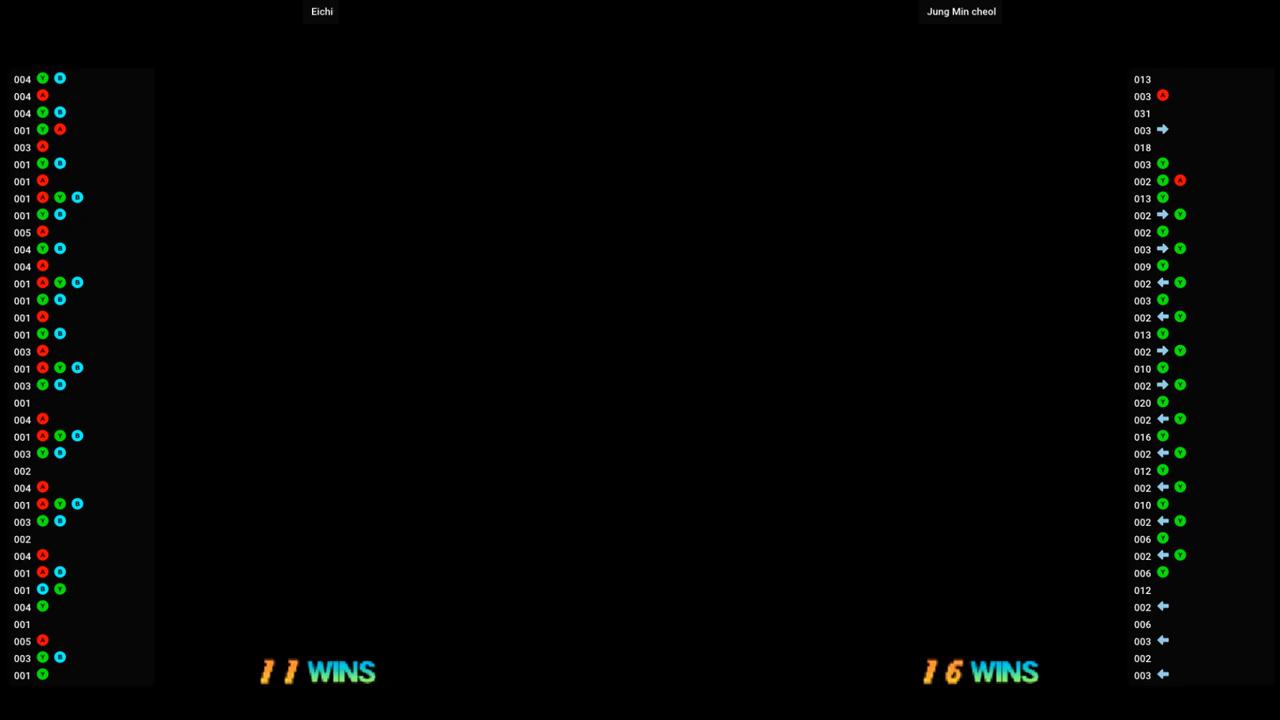 Eichi
Jung Min cheol
004 Y B
004 A
004 Y B
001 Y A
003 A
001 Y B
001 A
001 A Y B
001 Y B
005 A
004 Y B
004 A
001 A Y B
001 Y B
001 A
001 Y B
003 A
001 A Y B
003 Y B
001
004 A
001 A Y B
003 Y B
002
004 A
001 A Y B
003 Y B
002
004 A
001 A B
001 B Y
004 Y
001
005 A
003 Y B
001 Y
013
003 A
031
003 →
018
003 Y
002 Y A
013 Y
002 → Y
002 Y
003 → Y
009 Y
002 ← Y
003 Y
002 ← Y
013 Y
002 → Y
010 Y
002 → Y
020 Y
002 ← Y
016 Y
002 ← Y
012 Y
002 ← Y
010 Y
002 ← Y
006 Y
002 ← Y
006 Y
012
002 ←
006
003 ←
002
003 ←
11 WINS
16 WINS